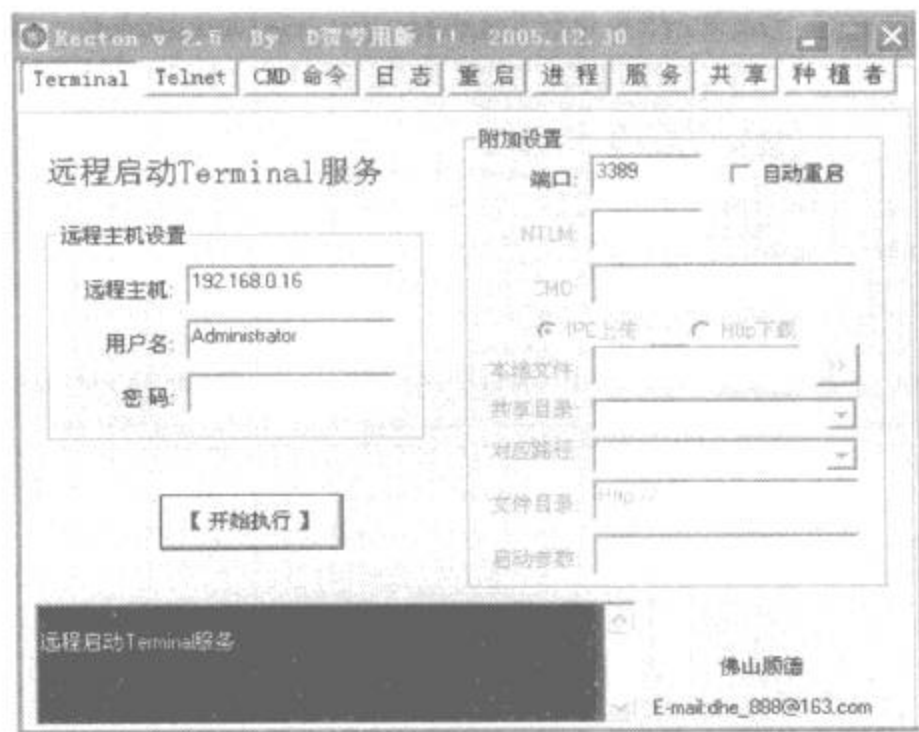 Recton v 2.5 By D贺专用版 !! 2005.12.30
Terminal Telnet CMD 命令 日 志 重 启 进 程 服 务 共 享 种 植 者
远程启动Terminal服务
远程主机设置
远程主机: 192.168.0.16
用户名: Administrator
密 码:
【 开始执行 】
附加设置
端口: 3389 自动重启
NTLM:
CMD:
IPC上传 Http下载
本地文件: >>
共享目录:
对应路径:
文件目录:
启动参数:
远程启动Terminal服务
佛山顺德
E-mail:dhe_888@163.com